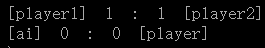 [player1]  1  :  1  [player2]
[ai]  0  :  0  [player]